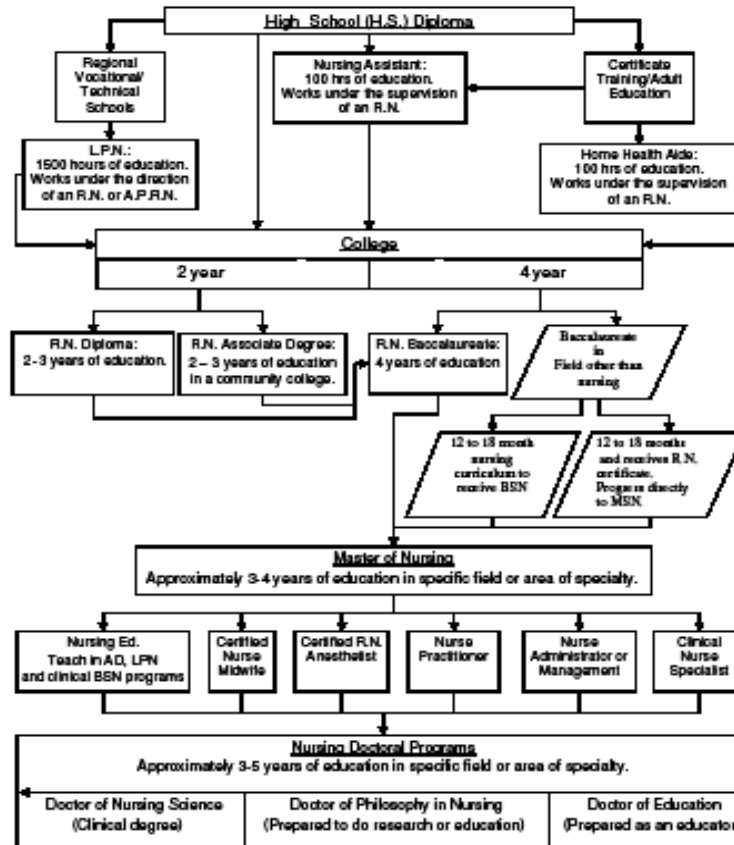 High School (H.S.) Diploma
Regional
Vocational/
Technical
Schools
Nursing Assistant:
100 hrs of education.
Works under the supervision
of an R.N.
Certificate
Training/Adult
Education
L.P.N.:
1500 hours of education.
Works under the direction
of an R.N. or A.P.R.N.
Home Health Aide:
100 hrs of education.
Works under the supervision
of an R.N.
College
2 year
4 year
R.N. Diploma:
2-3 years of education.
R.N. Associate Degree:
2 – 3 years of education
in a community college.
R.N. Baccalaureate:
4 years of education
Baccalaureate
in
Field other than
nursing
12 to 18 month
nursing
curriculum to
receive BSN
12 to 18 months
and receives R.N.
certificate.
Progress directly
to MSN.
Master of Nursing
Approximately 3-4 years of education in specific field or area of specialty.
Nursing Ed.
Teach in AD, LPN
and clinical BSN programs
Certified
Nurse
Midwife
Certified R.N.
Anesthetist
Nurse
Practitioner
Nurse
Administrator or
Management
Clinical
Nurse
Specialist
Nursing Doctoral Programs
Approximately 3-5 years of education in specific field or area of specialty.
Doctor of Nursing Science
(Clinical degree)
Doctor of Philosophy in Nursing
(Prepared to do research or education)
Doctor of Education
(Prepared as an educator